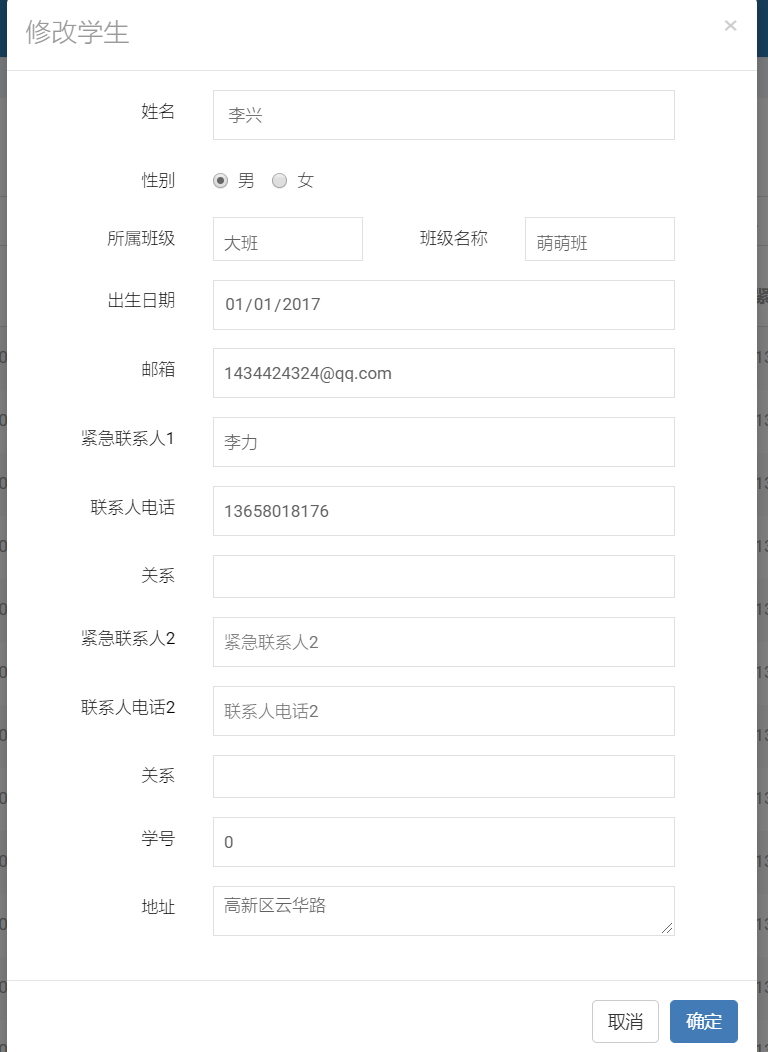 修改学生 ×
姓名 李兴
性别 男 女
所属班级 大班 班级名称 萌萌班
出生日期 01/01/2017
邮箱 1434424324@qq.com
紧急联系人1 李力
联系人电话 13658018176
关系
紧急联系人2 紧急联系人2
联系人电话2 联系人电话2
关系
学号 0
地址 高新区云华路
取消 确定